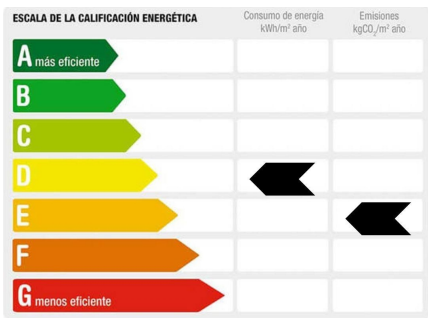 ESCALA DE LA CALIFICACIÓN ENERGÉTICA
Consumo de energía
kWh/m² año
Emisiones
kgCO₂/m² año
A más eficiente
B
C
D
E
F
G menos eficiente